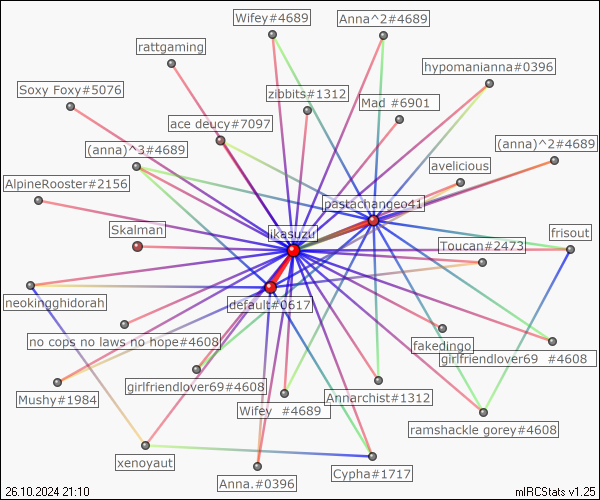 Wifey#4689
Anna^2#4689
rattgaming
hypomanianna#0396
Soxy Foxy#5076
zibbits#1312
Mad #6901
ace deucy#7097
(anna)^3#4689
(anna)^2#4689
avelicious
AlpineRooster#2156
pastachangeo41
Skalman
ikasuzu
frisout
Toucan#2473
neokingghidorah
default#0617
no cops no laws no hope#4608
fakedingo
girlfriendlover69 #4608
girlfriendlover69#4608
Mushy#1984
Annarchist#1312
Wifey #4689
ramshackle gorey#4608
xenoyaut
Cypha#1717
Anna.#0396
26.10.2024 21:10
mIRCStats v1.25